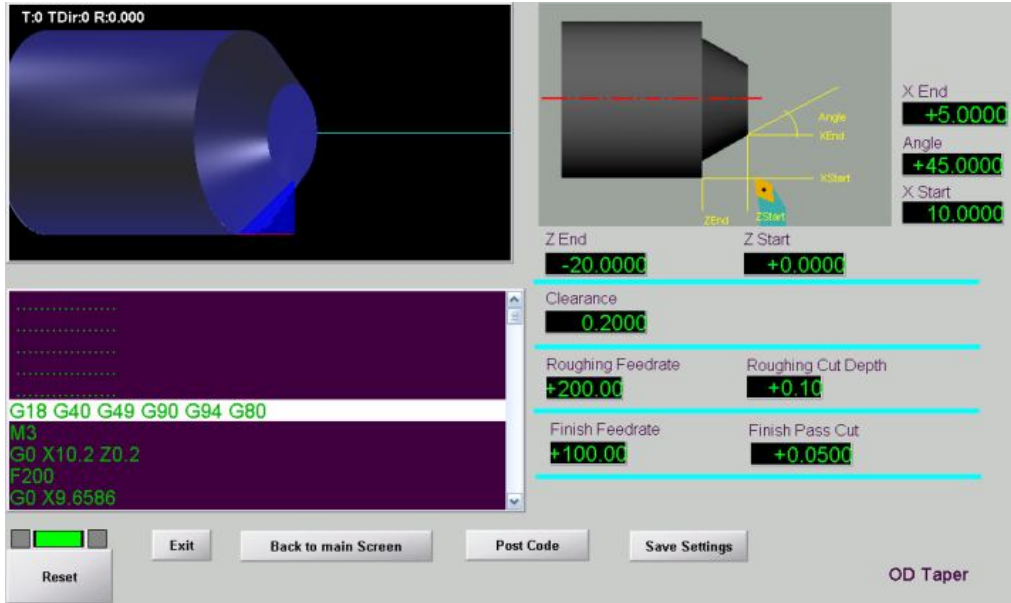 T:0 TDir:0 R:0.000
Angle
XEnd
XStart
ZEnd
ZStart
X End
+5.0000
Angle
+45.0000
X Start
10.0000
Z End
Z Start
-20.0000
+0.0000
Clearance
0.2000
Roughing Feedrate
Roughing Cut Depth
+200.00
+0.10
Finish Feedrate
Finish Pass Cut
+100.00
+0.0500
.................
.................
.................
.................
.................
G18 G40 G49 G90 G94 G80
M3
G0 X10.2 Z0.2
F200
G0 X9.6586
Reset
Exit
Back to main Screen
Post Code
Save Settings
OD Taper